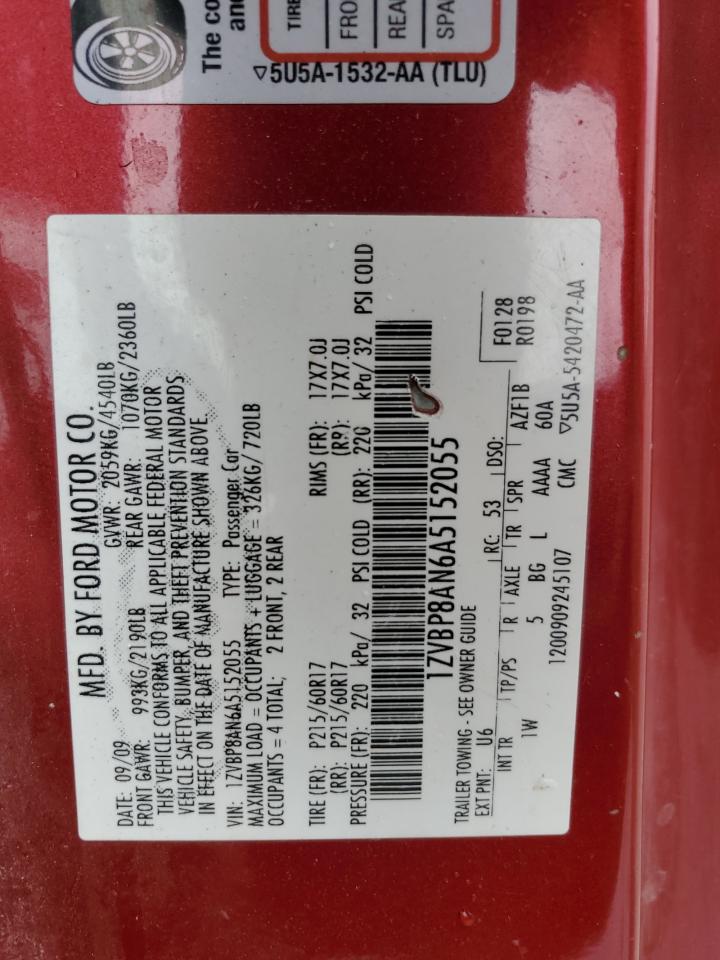 The co
and
TIRE
FRO
REA
SPA
▽5U5A-1532-AA (TLU)
MFD. BY FORD MOTOR CO.
DATE: 09/09 GVWR: 2059KG/4540LB
FRONT GAWR: 993KG/2190LB REAR GAWR: 1070KG/2360LB
THIS VEHICLE CONFORMS TO ALL APPLICABLE FEDERAL MOTOR
VEHICLE SAFETY, BUMPER, AND THEFT PREVENTION STANDARDS
IN EFFECT ON THE DATE OF MANUFACTURE SHOWN ABOVE.
VIN: 1ZVBP8AN6A5152055 TYPE: Passenger Car
MAXIMUM LOAD = OCCUPANTS + LUGGAGE = 326KG/ 720LB
OCCUPANTS = 4 TOTAL; 2 FRONT, 2 REAR
TIRE (FR): P215/60R17 RIMS (FR): 17X7.0J
(RR): P215/60R17 (RR): 17X7.0J
PRESSURE (FR): 220 kPa/ 32 PSI COLD (RR): 220 kPa/ 32 PSI COLD
1ZVBP8AN6A5152055
TRAILER TOWING - SEE OWNER GUIDE
EXT PNT: U6 RC: 53 DSO: F0128
R0198
INT TR TP/PS R AXLE TR SPR AZF1B
1W 5 BG L AAAA 60A
1200909245107 CMC ▽5U5A-5420472-AA